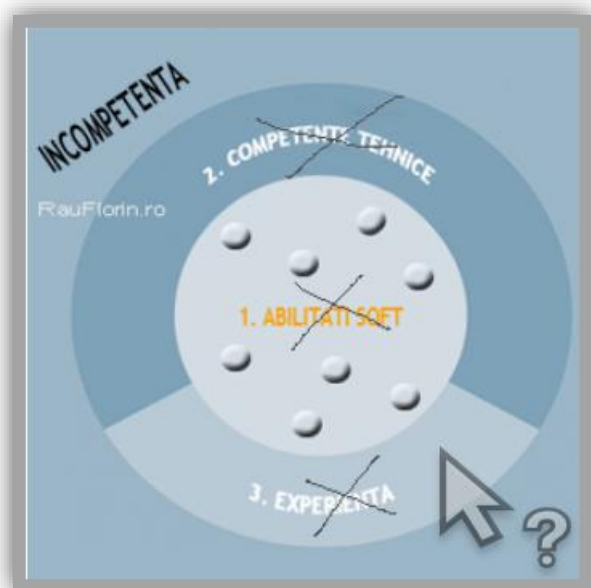 INCOMPETENTA
2. COMPETENTE TEHNICE
RauFlorin.ro
1. ABILITATI SOFT
3. EXPERIENTA
?